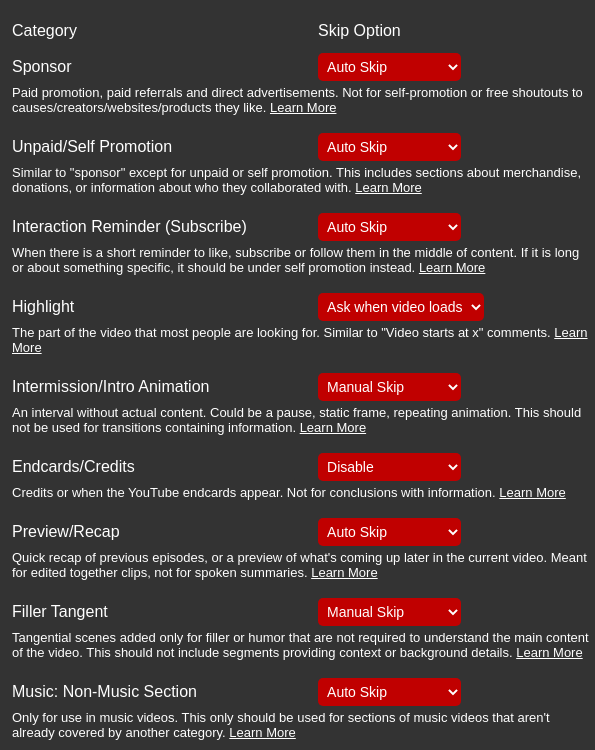 Category Skip Option
Sponsor Auto Skip
Paid promotion, paid referrals and direct advertisements. Not for self-promotion or free shoutouts to
causes/creators/websites/products they like. Learn More
Unpaid/Self Promotion Auto Skip
Similar to "sponsor" except for unpaid or self promotion. This includes sections about merchandise,
donations, or information about who they collaborated with. Learn More
Interaction Reminder (Subscribe) Auto Skip
When there is a short reminder to like, subscribe or follow them in the middle of content. If it is long
or about something specific, it should be under self promotion instead. Learn More
Highlight Ask when video loads
The part of the video that most people are looking for. Similar to "Video starts at x" comments. Learn
More
Intermission/Intro Animation Manual Skip
An interval without actual content. Could be a pause, static frame, repeating animation. This should
not be used for transitions containing information. Learn More
Endcards/Credits Disable
Credits or when the YouTube endcards appear. Not for conclusions with information. Learn More
Preview/Recap Auto Skip
Quick recap of previous episodes, or a preview of what's coming up later in the current video. Meant
for edited together clips, not for spoken summaries. Learn More
Filler Tangent Manual Skip
Tangential scenes added only for filler or humor that are not required to understand the main content
of the video. This should not include segments providing context or background details. Learn More
Music: Non-Music Section Auto Skip
Only for use in music videos. This only should be used for sections of music videos that aren't
already covered by another category. Learn More